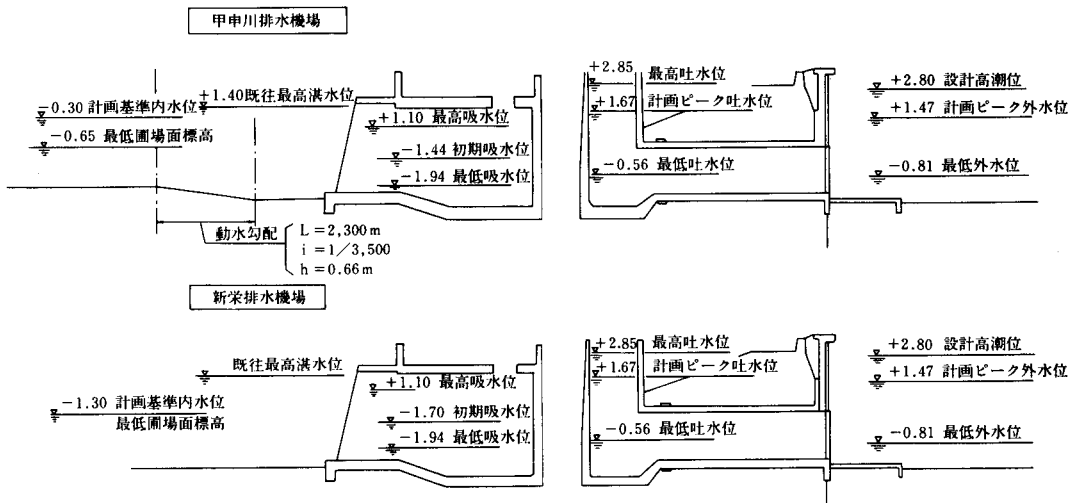 甲申川排水機場
+1.40既往最高湛水位
-0.30 計画基準内水位
-0.65 最低圃場面標高
+1.10 最高吸水位
-1.44 初期吸水位
-1.94 最低吸水位
動水勾配
L=2,300m
i=1/3,500
h=0.66m
+2.85 最高吐水位
+1.67 計画ピーク吐水位
-0.56 最低吐水位
+2.80 設計高潮位
+1.47 計画ピーク外水位
-0.81 最低外水位
新栄排水機場
既往最高湛水位
-1.30 計画基準内水位
最低圃場面標高
+1.10 最高吸水位
-1.70 初期吸水位
-1.94 最低吸水位
+2.85 最高吐水位
+1.67 計画ピーク吐水位
-0.56 最低吐水位
+2.80 設計高潮位
+1.47 計画ピーク外水位
-0.81 最低外水位